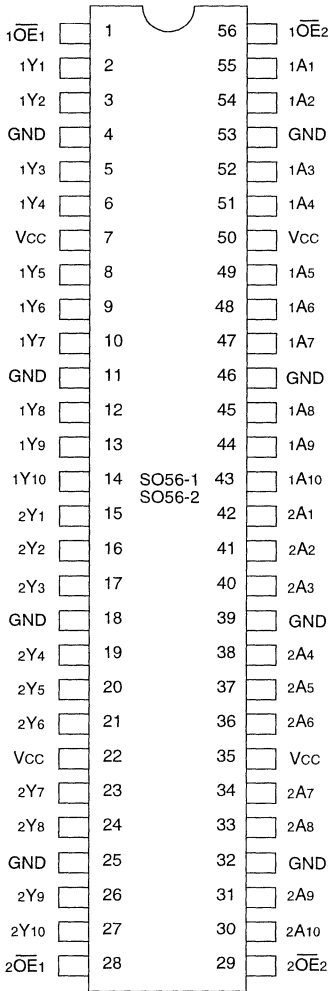 1OE1 1 56 1OE2
1Y1 2 55 1A1
1Y2 3 54 1A2
GND 4 53 GND
1Y3 5 52 1A3
1Y4 6 51 1A4
VCC 7 50 VCC
1Y5 8 49 1A5
1Y6 9 48 1A6
1Y7 10 47 1A7
GND 11 46 GND
1Y8 12 45 1A8
1Y9 13 44 1A9
1Y10 14 SO56-1 43 1A10
SO56-2
2Y1 15 42 2A1
2Y2 16 41 2A2
2Y3 17 40 2A3
GND 18 39 GND
2Y4 19 38 2A4
2Y5 20 37 2A5
2Y6 21 36 2A6
VCC 22 35 VCC
2Y7 23 34 2A7
2Y8 24 33 2A8
GND 25 32 GND
2Y9 26 31 2A9
2Y10 27 30 2A10
2OE1 28 29 2OE2